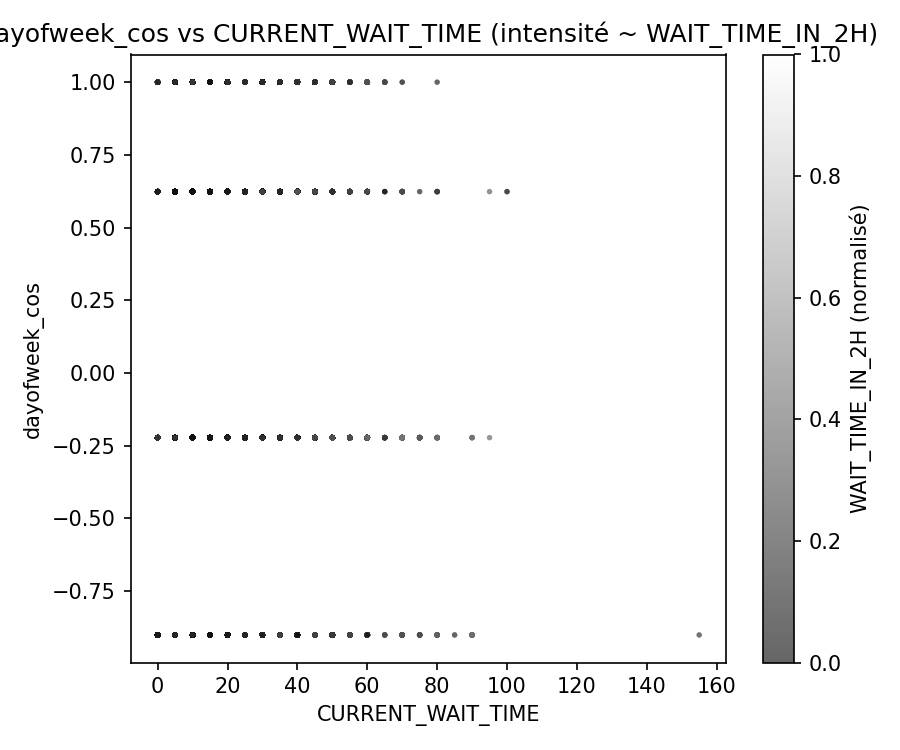 ayofweek_cos vs CURRENT_WAIT_TIME (intensité ~ WAIT_TIME_IN_2H)
1.00
0.75
0.50
0.25
0.00
−0.25
−0.50
−0.75
dayofweek_cos
0 20 40 60 80 100 120 140 160
CURRENT_WAIT_TIME
1.0
0.8
0.6
0.4
0.2
0.0
WAIT_TIME_IN_2H (normalisé)